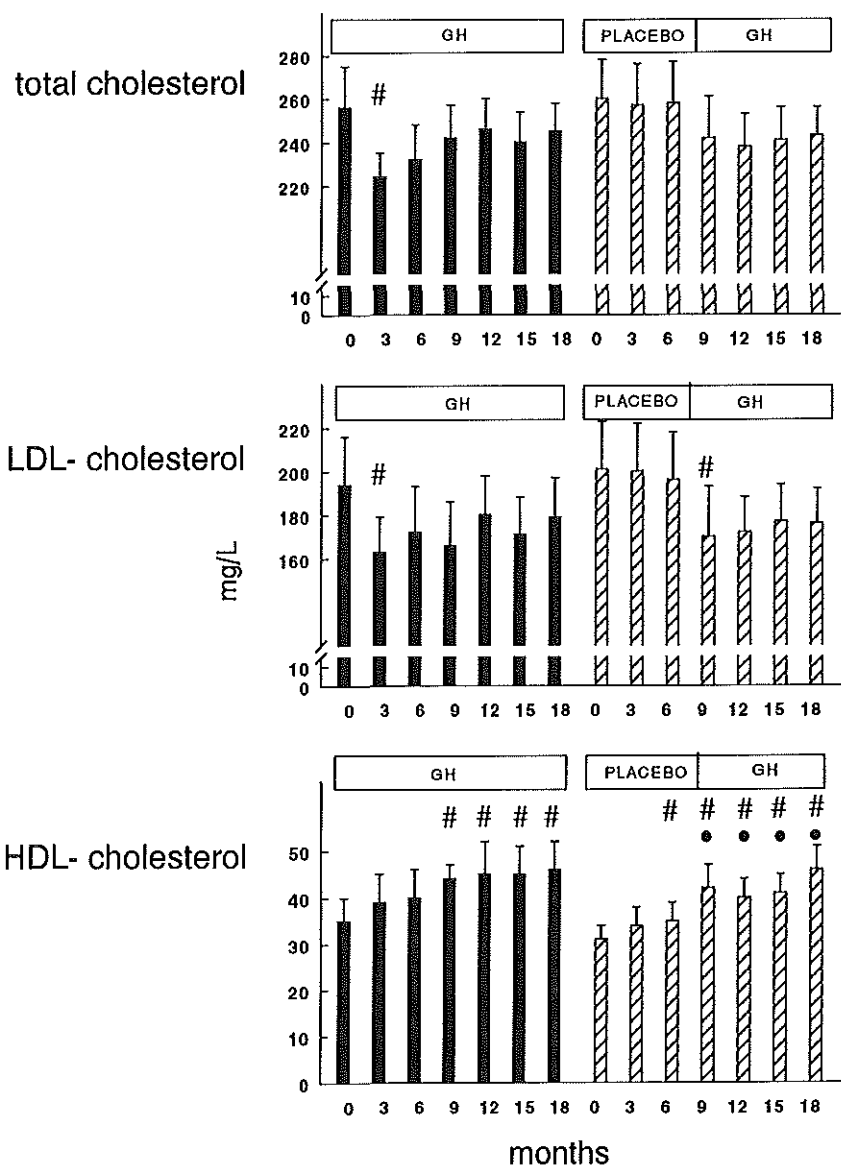 GH PLACEBO GH
total cholesterol
280
#
260
240
220
10
0
0 3 6 9 12 15 18 0 3 6 9 12 15 18
GH PLACEBO GH
LDL- cholesterol
220
# #
200
180
160
mg/L
10
0
0 3 6 9 12 15 18 0 3 6 9 12 15 18
GH PLACEBO GH
# # # # # # # # #
HDL- cholesterol
50
40
30
20
10
0
0 3 6 9 12 15 18 0 3 6 9 12 15 18
months